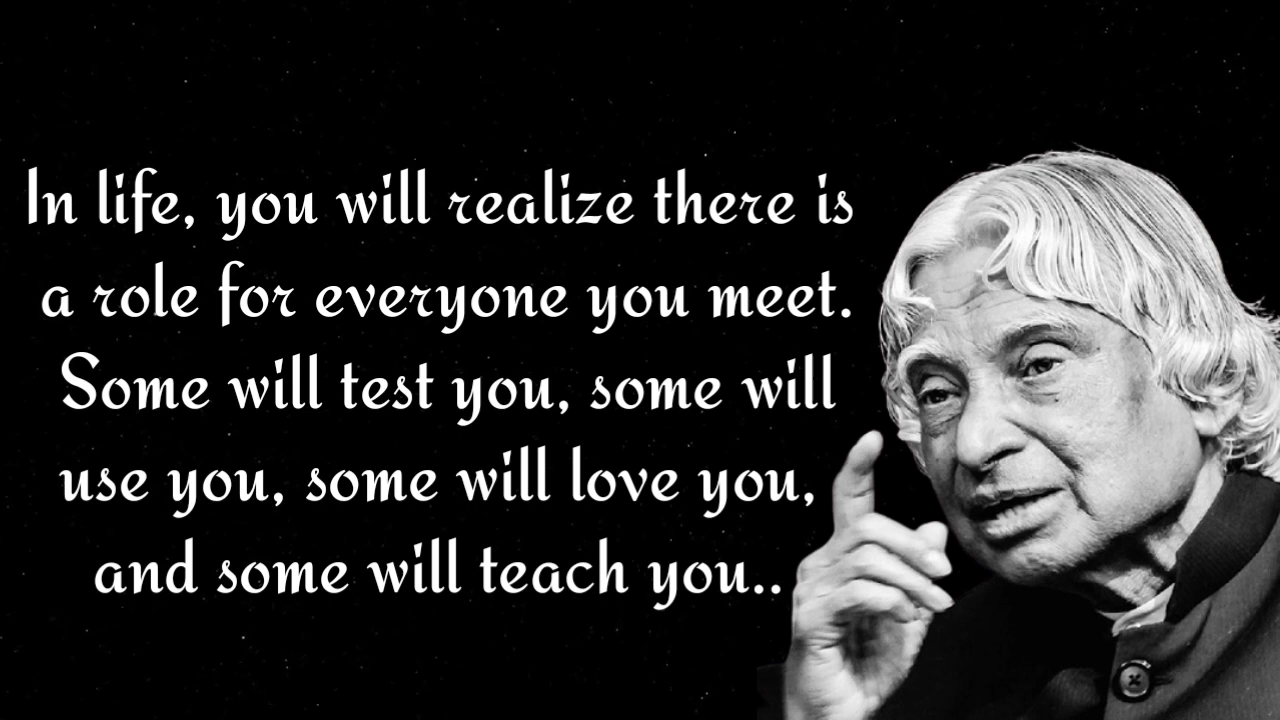 In life, you will realize there is
a role for everyone you meet.
Some will test you, some will
use you, some will love you,
and some will teach you..